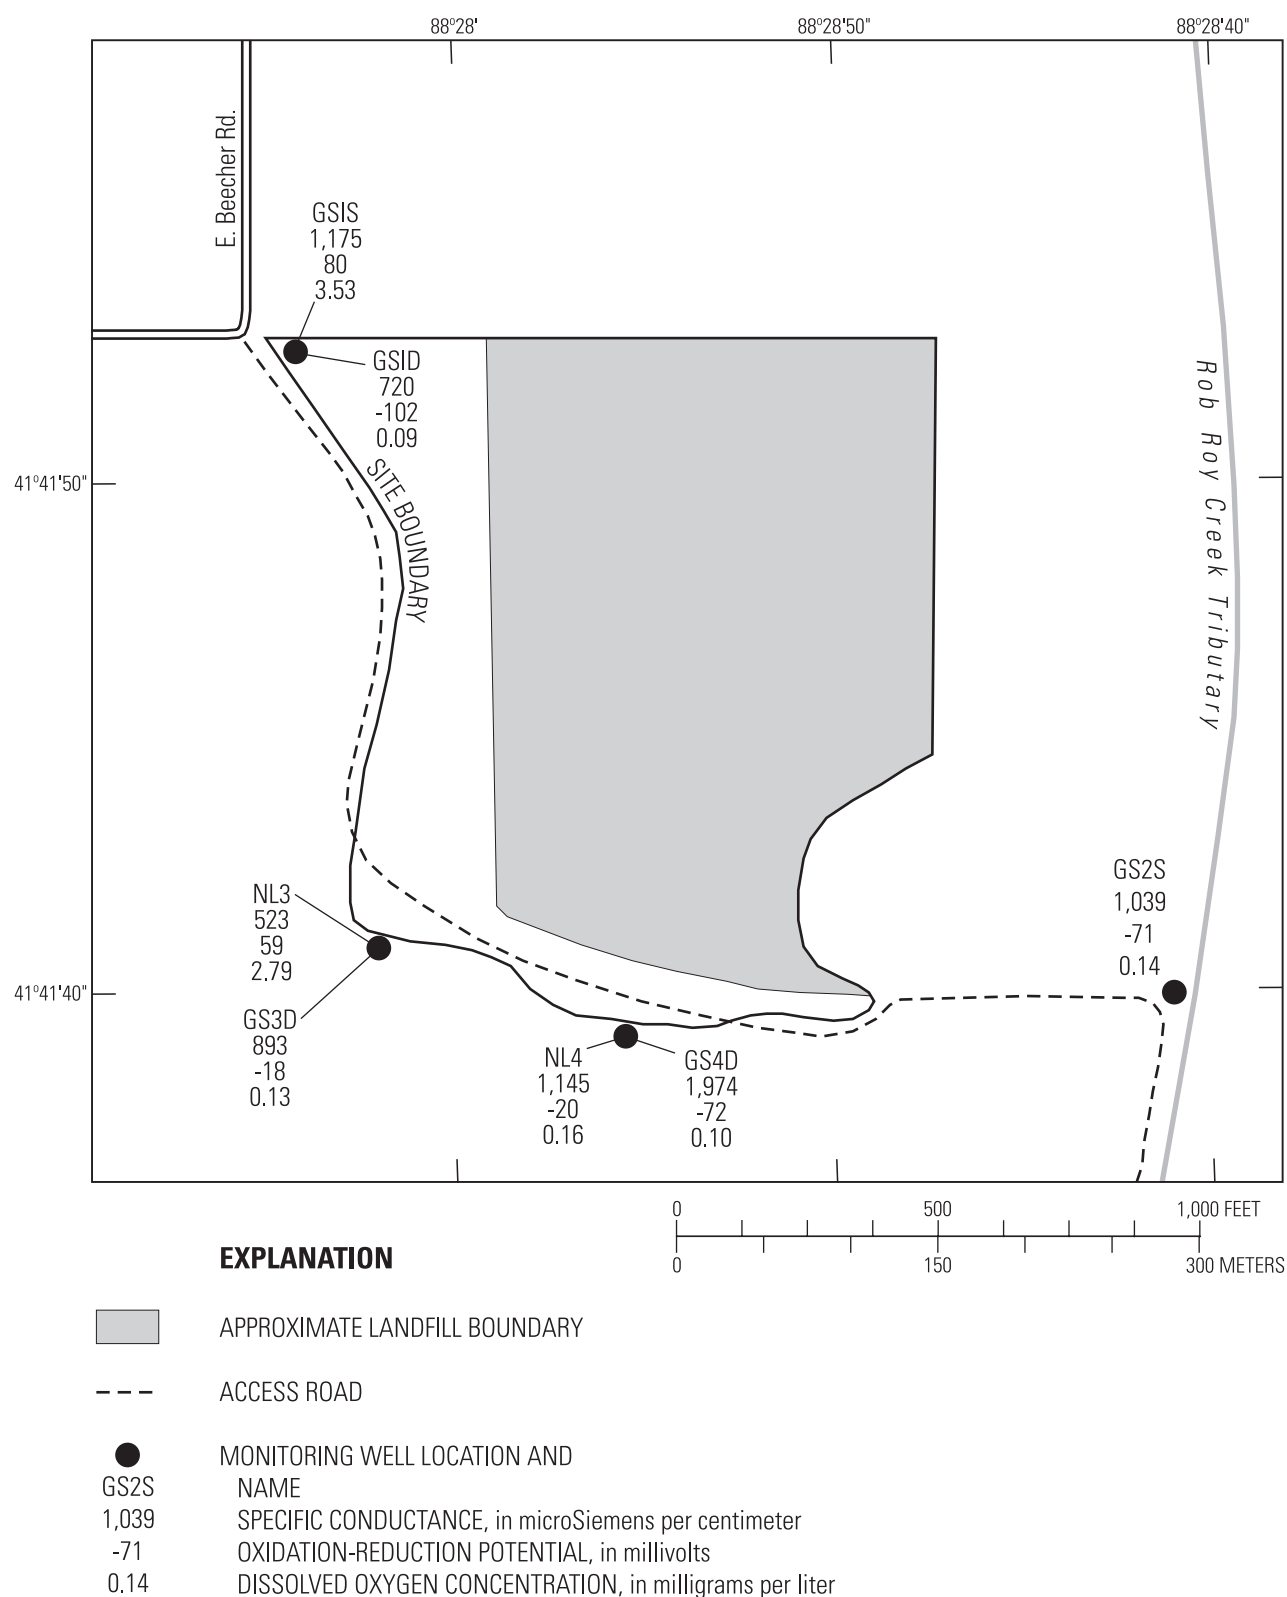 88°28'
88°28'50"
88°28'40"
E. Beecher Rd.
GSIS
1,175
80
3.53
GSID
720
-102
0.09
SITE BOUNDARY
Rob Roy Creek Tributary
41°41'50"
GS2S
1,039
-71
0.14
NL3
523
59
2.79
41°41'40"
GS3D
893
-18
0.13
NL4
1,145
-20
0.16
GS4D
1,974
-72
0.10
0 500 1,000 FEET
0 150 300 METERS
EXPLANATION
APPROXIMATE LANDFILL BOUNDARY
ACCESS ROAD
MONITORING WELL LOCATION AND
GS2S NAME
1,039 SPECIFIC CONDUCTANCE, in microSiemens per centimeter
-71 OXIDATION-REDUCTION POTENTIAL, in millivolts
0.14 DISSOLVED OXYGEN CONCENTRATION, in milligrams per liter